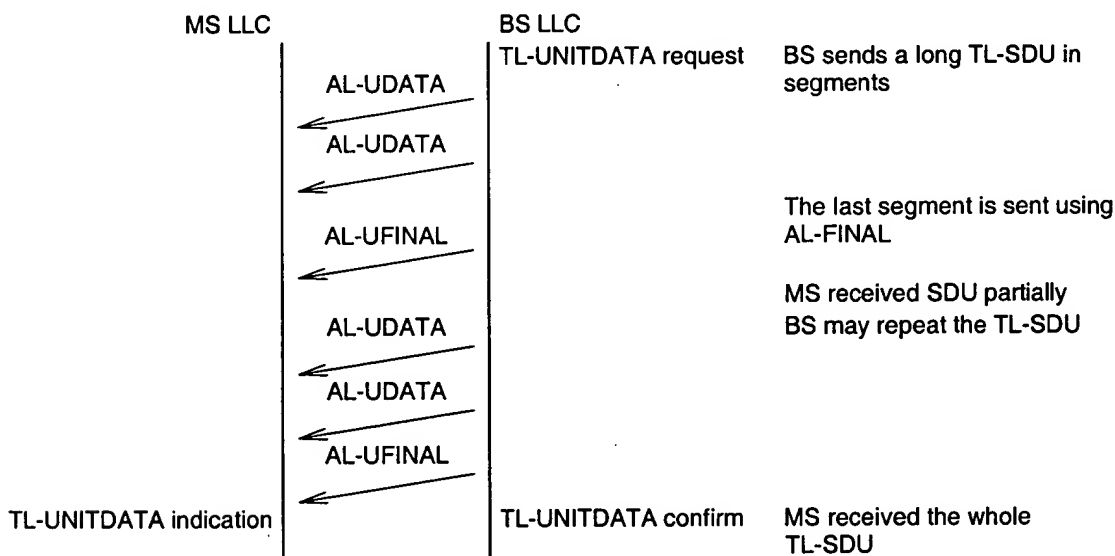 MS LLC
BS LLC
TL-UNITDATA request
BS sends a long TL-SDU in
segments
AL-UDATA
AL-UDATA
The last segment is sent using
AL-FINAL
AL-UFINAL
MS received SDU partially
BS may repeat the TL-SDU
AL-UDATA
AL-UDATA
AL-UFINAL
TL-UNITDATA indication
TL-UNITDATA confirm
MS received the whole
TL-SDU